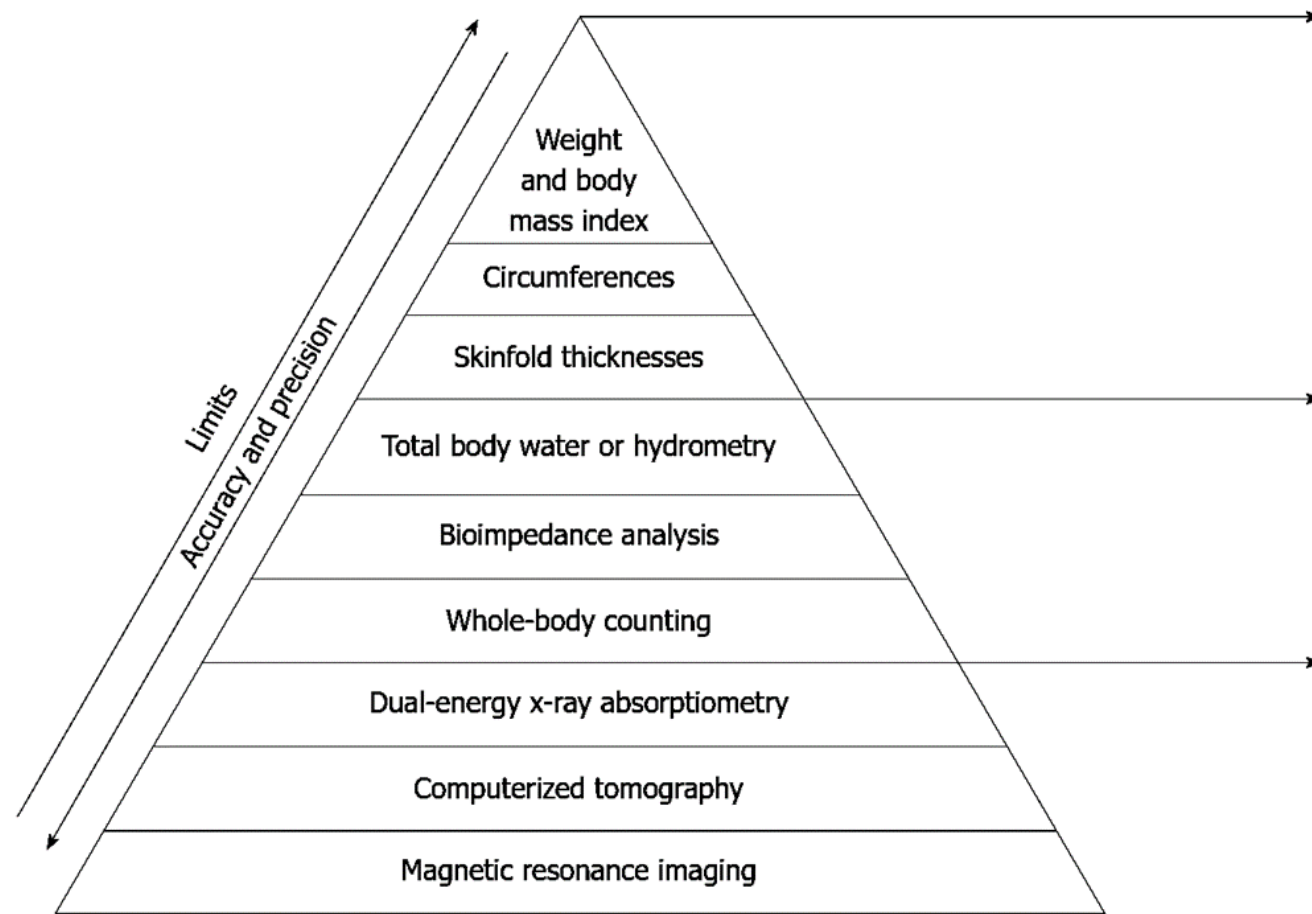 Weight
and body
mass index
Circumferences
Skinfold thicknesses
Limits
Accuracy and precision
Total body water or hydrometry
Bioimpedance analysis
Whole-body counting
Dual-energy x-ray absorptiometry
Computerized tomography
Magnetic resonance imaging